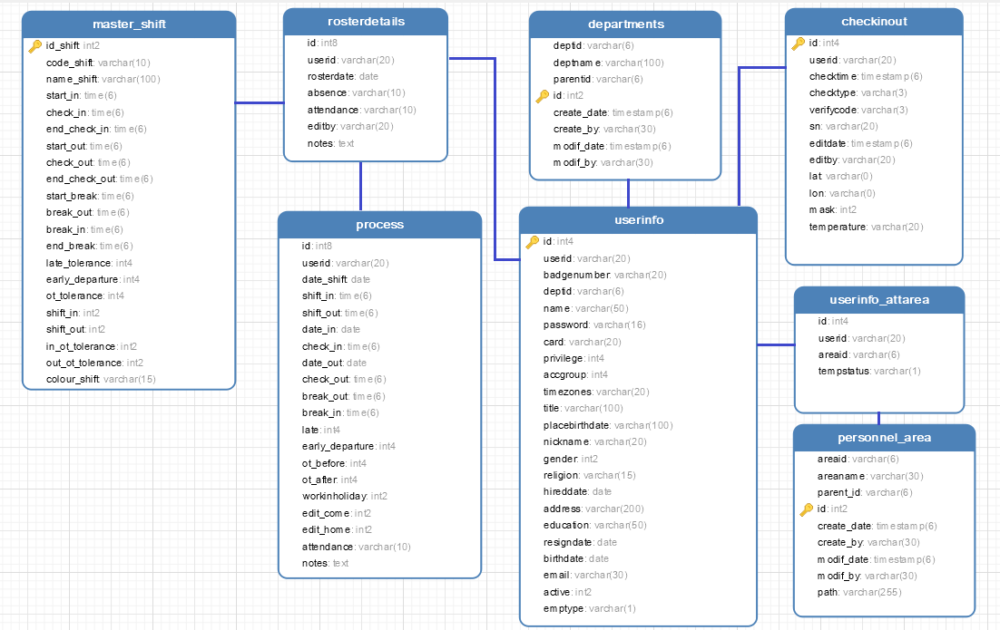 master_shift
id_shift: int2
code_shift: varchar(10)
name_shift: varchar(100)
start_in: time(6)
check_in: time(6)
end_check_in: time(6)
start_out: time(6)
check_out: time(6)
end_check_out: time(6)
start_break: time(6)
break_out: time(6)
break_in: time(6)
end_break: time(6)
late_tolerance: int4
early_departure: int4
ot_tolerance: int4
shift_in: int2
shift_out: int2
in_ot_tolerance: int2
out_ot_tolerance: int2
colour_shift: varchar(15)
rosterdetails
id: int8
userid: varchar(20)
rosterdate: date
absence: varchar(10)
attendance: varchar(10)
editby: varchar(20)
notes: text
process
id: int8
userid: varchar(20)
date_shift: date
shift_in: time(6)
shift_out: time(6)
date_in: date
check_in: time(6)
date_out: date
check_out: time(6)
break_out: time(6)
break_in: time(6)
late: int4
early_departure: int4
ot_before: int4
ot_after: int4
workinholiday: int2
edit_come: int2
edit_home: int2
attendance: varchar(10)
notes: text
departments
deptid: varchar(6)
deptname: varchar(100)
parentid: varchar(6)
id: int2
create_date: timestamp(6)
create_by: varchar(30)
modif_date: timestamp(6)
modif_by: varchar(30)
userinfo
id: int4
userid: varchar(20)
badgenumber: varchar(20)
deptid: varchar(6)
name: varchar(50)
password: varchar(16)
card: varchar(20)
privilege: int4
accgroup: int4
timezones: varchar(20)
title: varchar(100)
placebirthdate: varchar(100)
nickname: varchar(20)
gender: int2
religion: varchar(15)
hireddate: date
address: varchar(200)
education: varchar(50)
resigndate: date
birthdate: date
email: varchar(30)
active: int2
emptype: varchar(1)
checkinout
id: int4
userid: varchar(20)
checktime: timestamp(6)
checktype: varchar(3)
verifycode: varchar(3)
sn: varchar(20)
editdate: timestamp(6)
editby: varchar(20)
lat: varchar(0)
lon: varchar(0)
mask: int2
temperature: varchar(20)
userinfo_attarea
id: int4
userid: varchar(20)
areaid: varchar(6)
tempstatus: varchar(1)
personnel_area
areaid: varchar(6)
areaname: varchar(30)
parent_id: varchar(6)
id: int2
create_date: timestamp(6)
create_by: varchar(30)
modif_date: timestamp(6)
modif_by: varchar(30)
path: varchar(255)